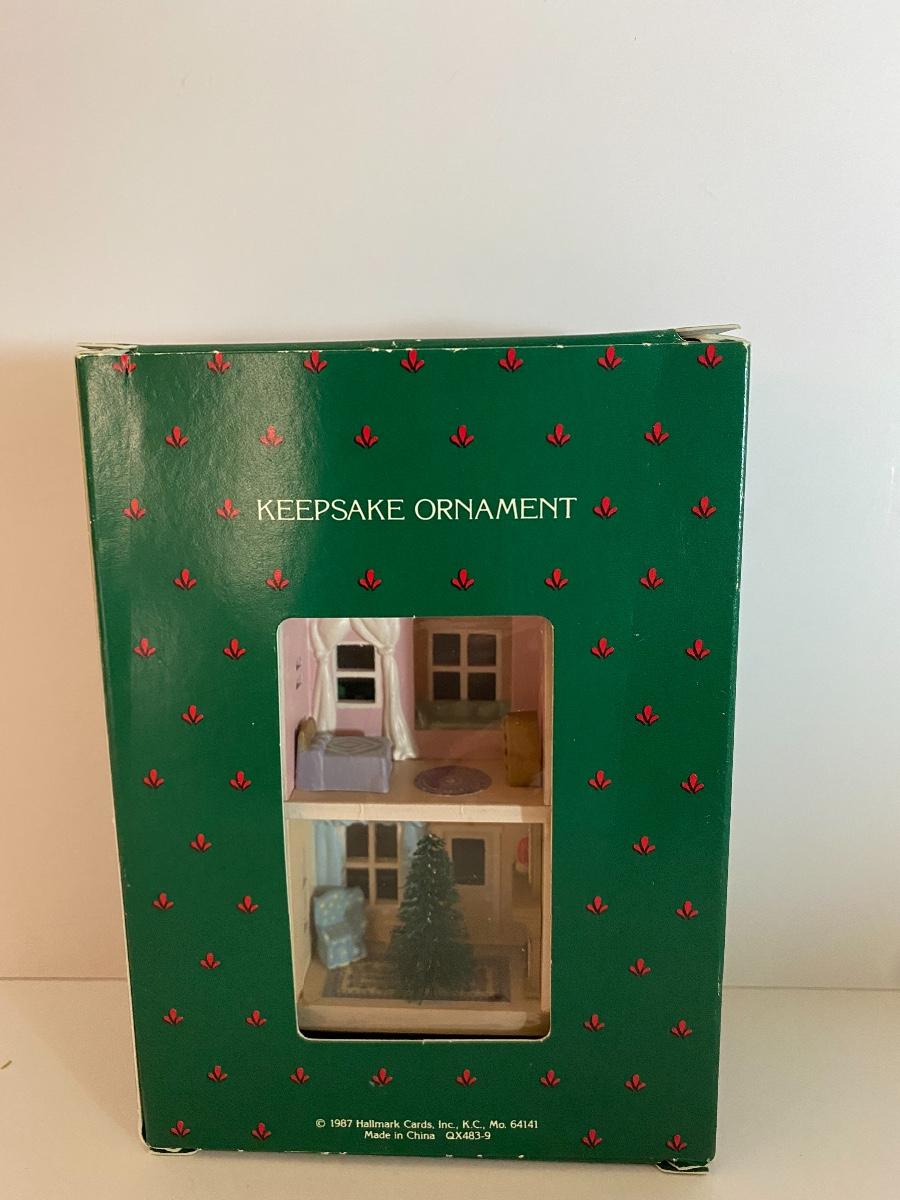 KEEPSAKE ORNAMENT
© 1987 Hallmark Cards, Inc., K.C., Mo. 64141
Made in China QX483-9